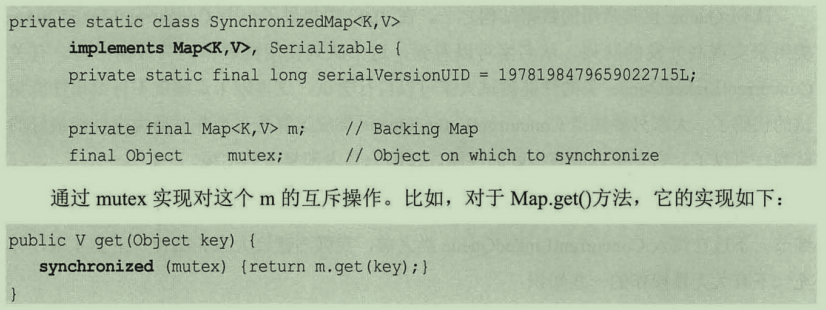 private static class SynchronizedMap<K,V>
implements Map<K,V>, Serializable {
private static final long serialVersionUID = 1978198479659022715L;
private final Map<K,V> m;     // Backing Map
final Object     mutex;        // Object on which to synchronize
通过 mutex 实现对这个 m 的互斥操作。比如，对于 Map.get()方法，它的实现如下：
public V get(Object key) {
synchronized (mutex) {return m.get(key);}
}